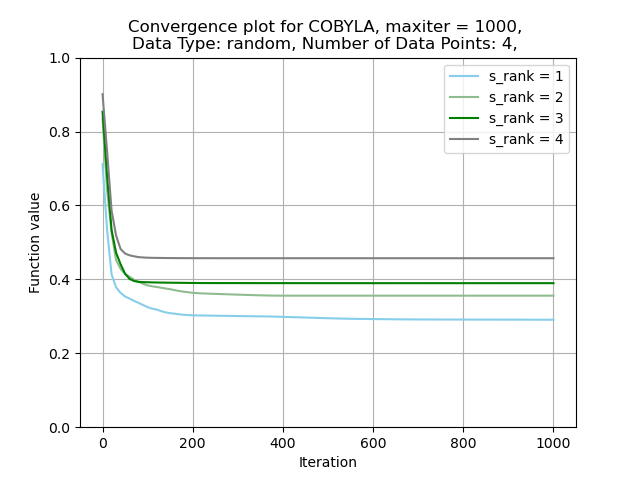 Convergence plot for COBYLA, maxiter = 1000,
Data Type: random, Number of Data Points: 4,
s_rank = 1
s_rank = 2
s_rank = 3
s_rank = 4
Function value
1.0
0.8
0.6
0.4
0.2
0.0
0 200 400 600 800 1000
Iteration